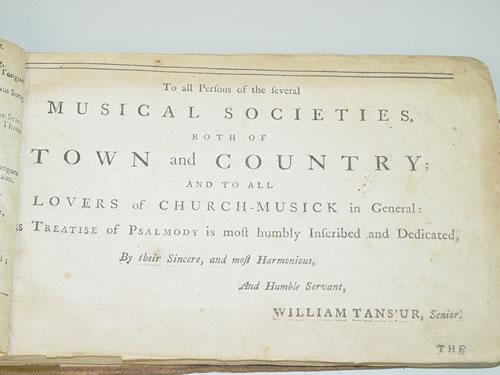 To all Perſons of the ſeveral
MUSICAL SOCIETIES,
BOTH OF
TOWN and COUNTRY;
AND TO ALL
LOVERS of CHURCH-MUSICK in General:
TREATISE of PSALMODY is moſt humbly Inſcribed and Dedicated,
By their Sincere, and moſt Harmonious,
And Humble Servant,
WILLIAM TANS'UR, Senior.
THE